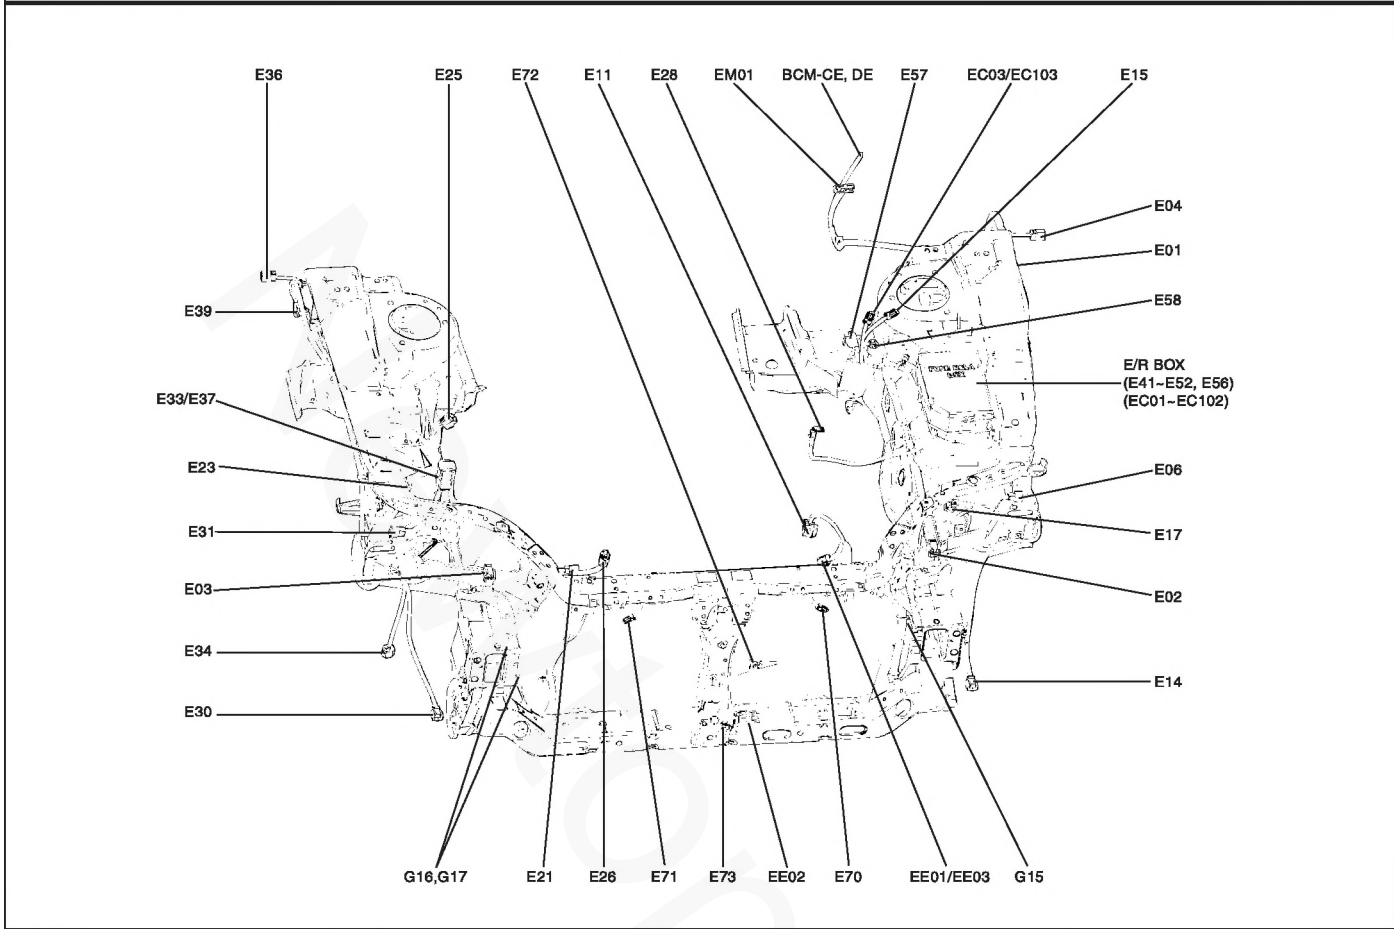 E36 E25 E72 E11 E28 EM01 BCM-CE, DE E57 EC03/EC103 E15
E04
E01
E39
E58
E/R BOX
(E41~E52, E56)
(EC01~EC102)
E33/E37
E23
E06
E31
E17
E03
E02
E34
E14
E30
G16,G17 E21 E26 E71 E73 EE02 E70 EE01/EE03 G15